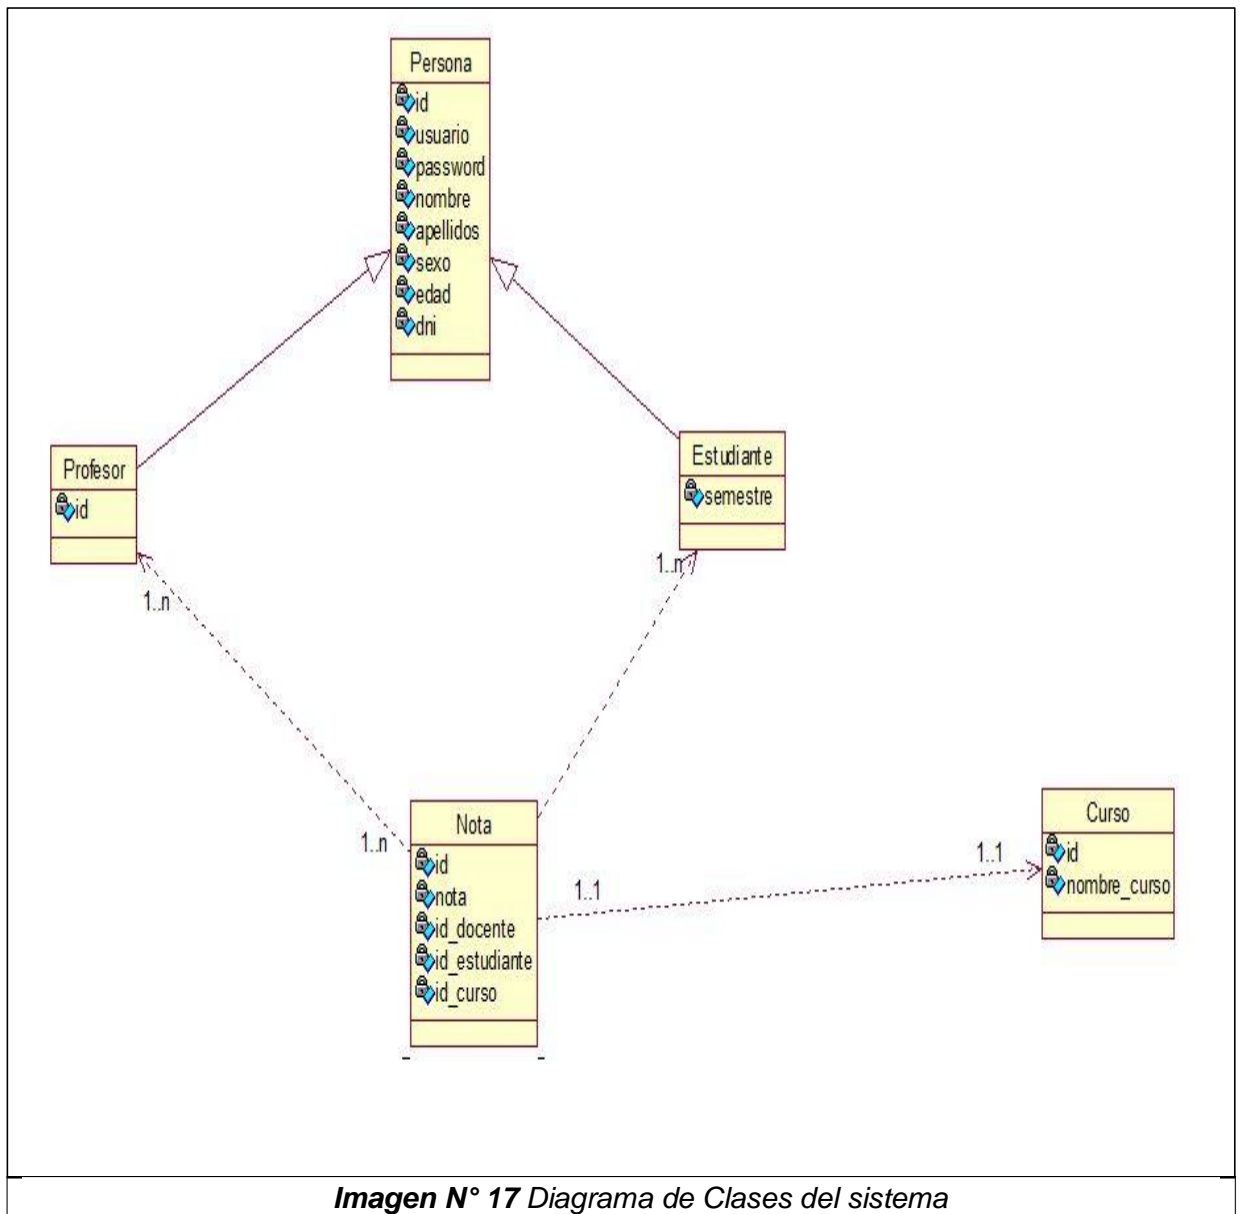 Persona
id
usuario
password
nombre
apellidos
sexo
edad
dni
Profesor
id
Estudiante
semestre
1..n
1..n
1..n
Nota
id
nota
id_docente
id_estudiante
id_curso
1..1
1..1
Curso
id
nombre_curso
Imagen N° 17 Diagrama de Clases del sistema